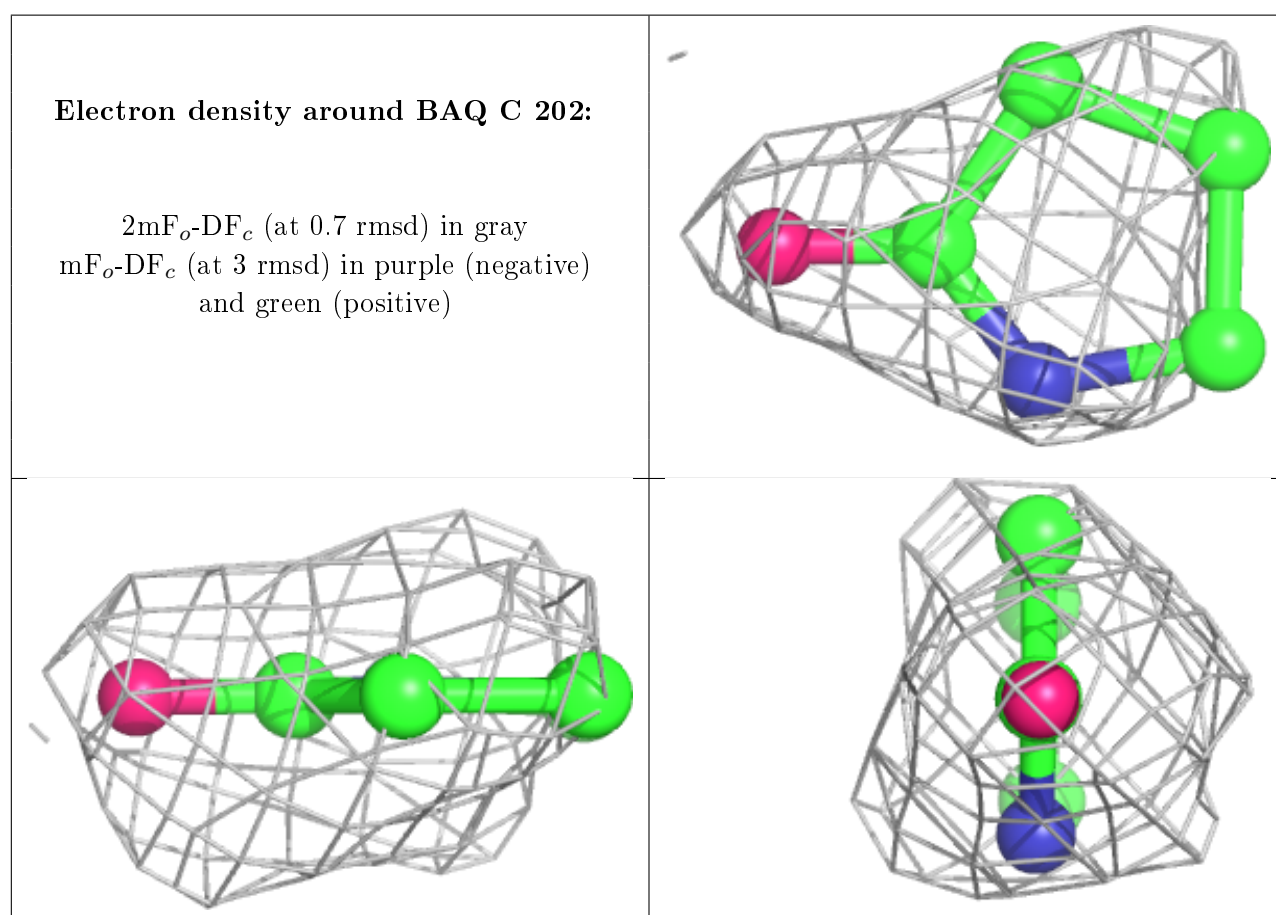 Electron density around BAQ C 202:
2mFo-DFc (at 0.7 rmsd) in gray
mFo-DFc (at 3 rmsd) in purple (negative)
and green (positive)